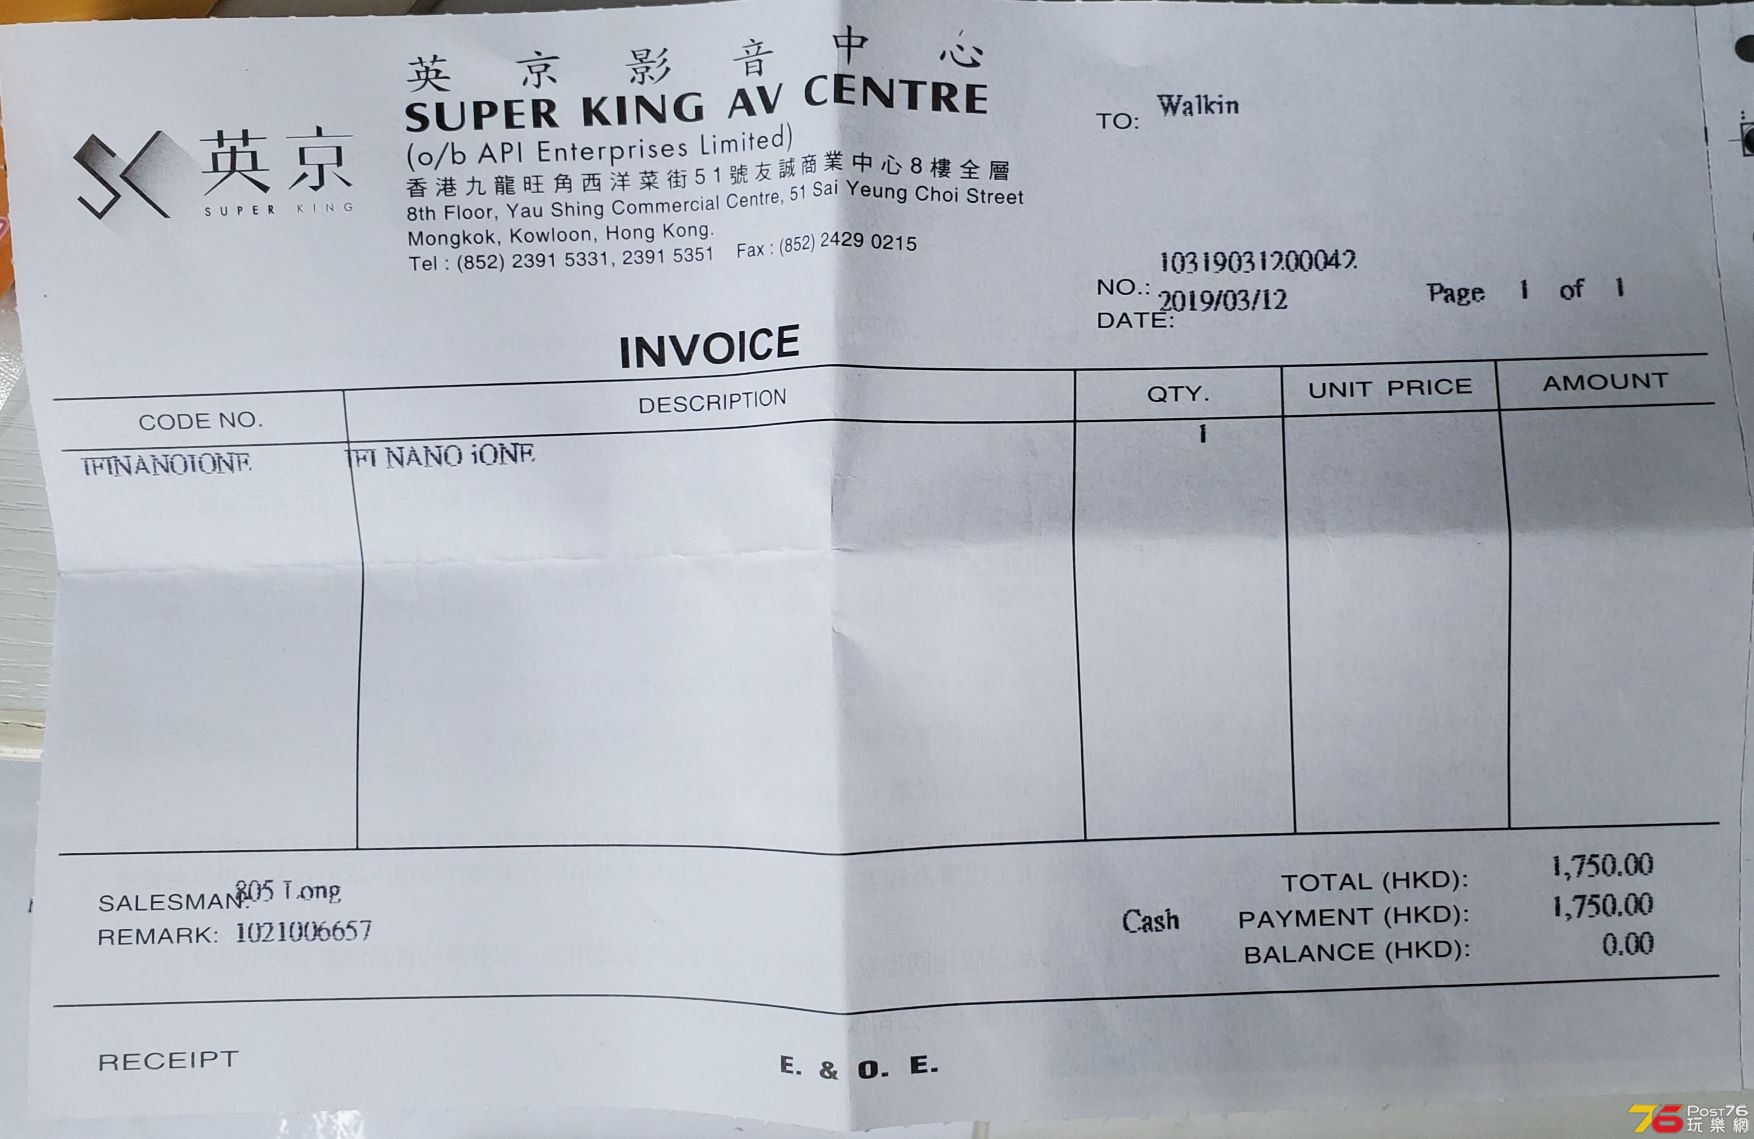 英京影音中心
SUPER KING AV CENTRE
(o/b API Enterprises Limited)
香港九龍旺角西洋菜街51號友誠商業中心8樓全層
8th Floor, Yau Shing Commercial Centre, 51 Sai Yeung Choi Street
Mongkok, Kowloon, Hong Kong.
Tel : (852) 2391 5331, 2391 5351 Fax : (852) 2429 0215
英京
SUPER KING
TO: Walkin
NO.: 10319031200042
DATE: 2019/03/12
Page 1 of 1
INVOICE
CODE NO. DESCRIPTION QTY. UNIT PRICE AMOUNT
IFINANOIONE IFI NANO iONE 1
SALESMAN: 805 Long
REMARK: 1021006657
TOTAL (HKD): 1,750.00
Cash PAYMENT (HKD): 1,750.00
BALANCE (HKD): 0.00
RECEIPT
E. & O. E.
76 Post76
玩樂網